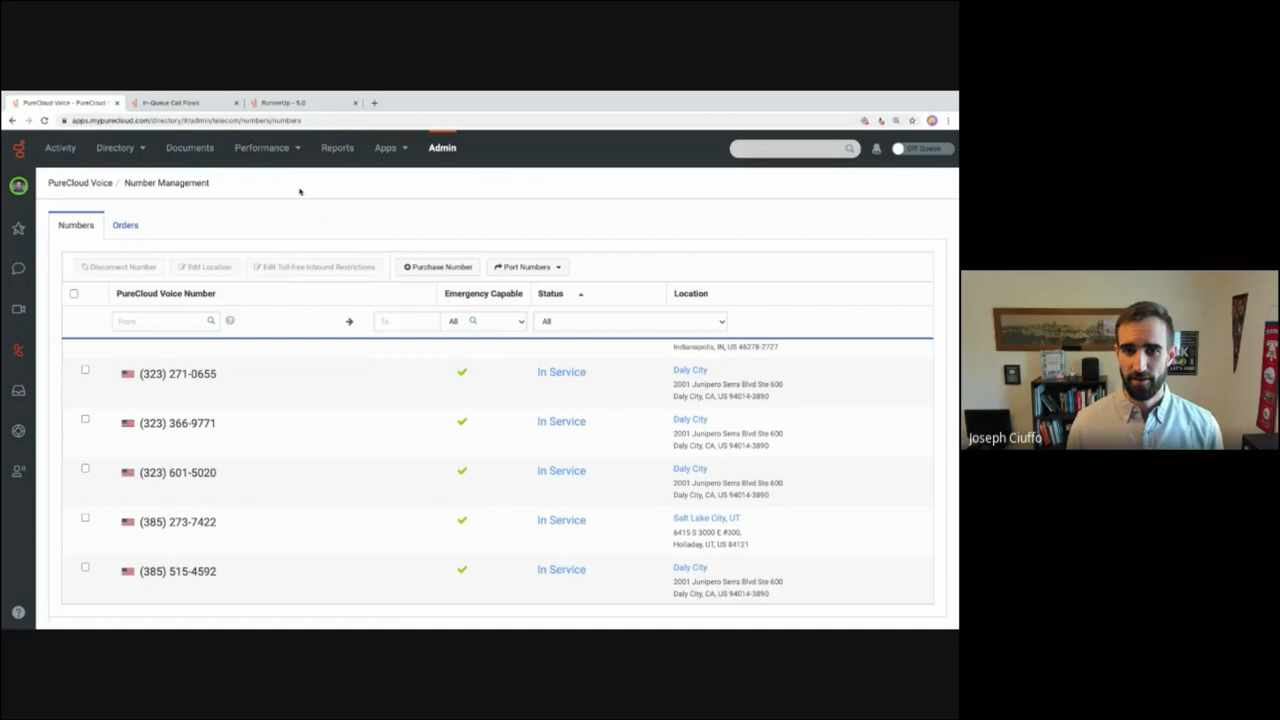 PureCloud Voice - PureCloud
In-Queue Call Flows
RunnerUp - 5.0
apps.mypurecloud.com/directory/#/admin/telecom/numbers/numbers
Activity
Directory
Documents
Performance
Reports
Apps
Admin
Off Queue
PureCloud Voice / Number Management
Numbers
Orders
Disconnect Number
Edit Location
Edit Toll-free Inbound Restrictions
Purchase Number
Port Numbers
PureCloud Voice Number
Emergency Capable
Status
Location
From
To
All
All
Indianapolis, IN, US 46278-2727
(323) 271-0655
In Service
Daly City
2001 Junipero Serra Blvd Ste 600
Daly City, CA, US 94014-3890
(323) 366-9771
In Service
Daly City
2001 Junipero Serra Blvd Ste 600
Daly City, CA, US 94014-3890
(323) 601-5020
In Service
Daly City
2001 Junipero Serra Blvd Ste 600
Daly City, CA, US 94014-3890
(385) 273-7422
In Service
Salt Lake City, UT
6415 S 3000 E #300,
Holladay, UT, US 84121
(385) 515-4592
In Service
Daly City
2001 Junipero Serra Blvd Ste 600
Daly City, CA, US 94014-3890
Joseph Ciuffo